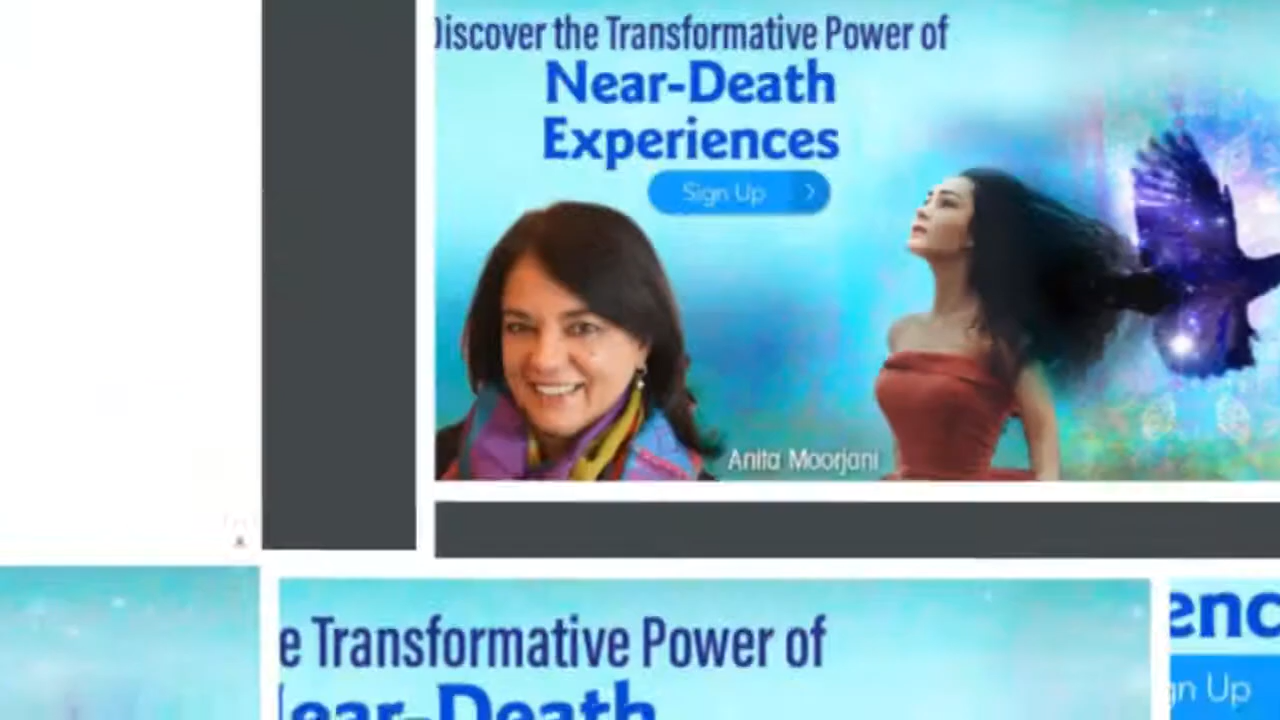 Discover the Transformative Power of
Near-Death
Experiences
Sign Up
Anita Moorjani
e Transformative Power of
ear-Death
enc
gn Up